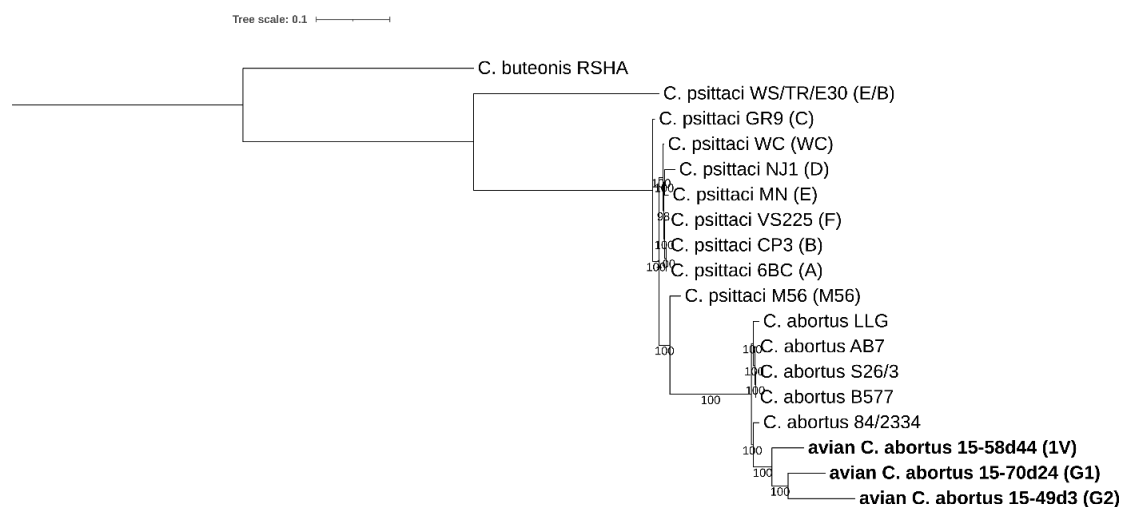 Tree scale: 0.1
C. buteonis RSHA
C. psittaci WS/TR/E30 (E/B)
C. psittaci GR9 (C)
C. psittaci WC (WC)
C. psittaci NJ1 (D)
100
100
C. psittaci MN (E)
98
C. psittaci VS225 (F)
100
C. psittaci CP3 (B)
100
100
C. psittaci 6BC (A)
C. psittaci M56 (M56)
C. abortus LLG
100
100
C. abortus AB7
100
C. abortus S26/3
100
C. abortus B577
100
C. abortus 84/2334
100
avian C. abortus 15-58d44 (1V)
100
avian C. abortus 15-70d24 (G1)
100
avian C. abortus 15-49d3 (G2)